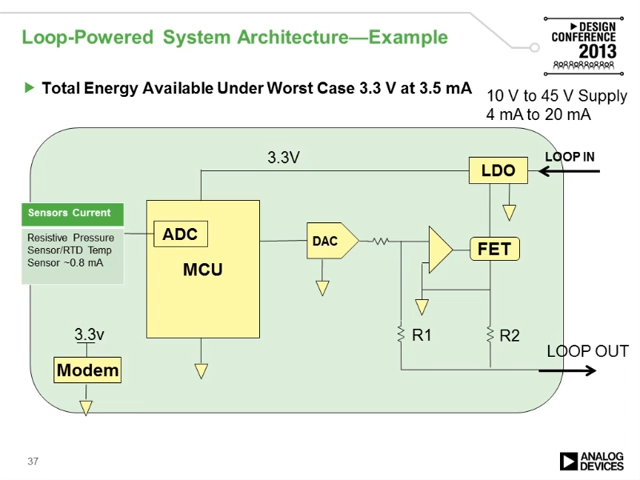 Loop-Powered System Architecture—Example
DESIGN
CONFERENCE
2013
Total Energy Available Under Worst Case 3.3 V at 3.5 mA
10 V to 45 V Supply
4 mA to 20 mA
3.3V
LOOP IN
LDO
Sensors Current
Resistive Pressure
Sensor/RTD Temp
Sensor ~0.8 mA
ADC
MCU
DAC
FET
R1
R2
3.3v
Modem
LOOP OUT
37
ANALOG
DEVICES